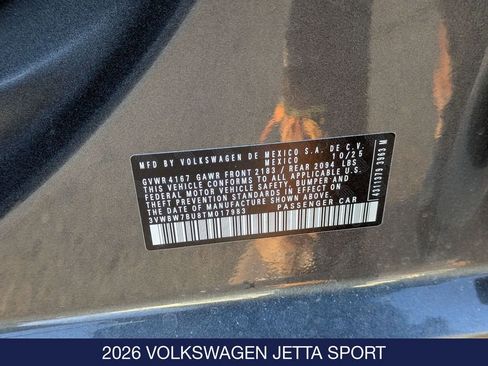 MFD BY VOLKSWAGEN DE MEXICO S.A. DE C.V.
MEXICO 10/25
GVWR4167 GAWR FRONT 2183 / REAR 2094 LBS
THIS VEHICLE CONFORMS TO ALL APPLICABLE
FEDERAL MOTOR VEHICLE SAFETY, BUMPER AND
THEFT PREVENTION STANDARDS IN EFFECT ON
THE DATE OF MANUFACTURE SHOWN ABOVE.
3VWBW7BU8TM017983 PASSENGER CAR
2026 VOLKSWAGEN JETTA SPORT